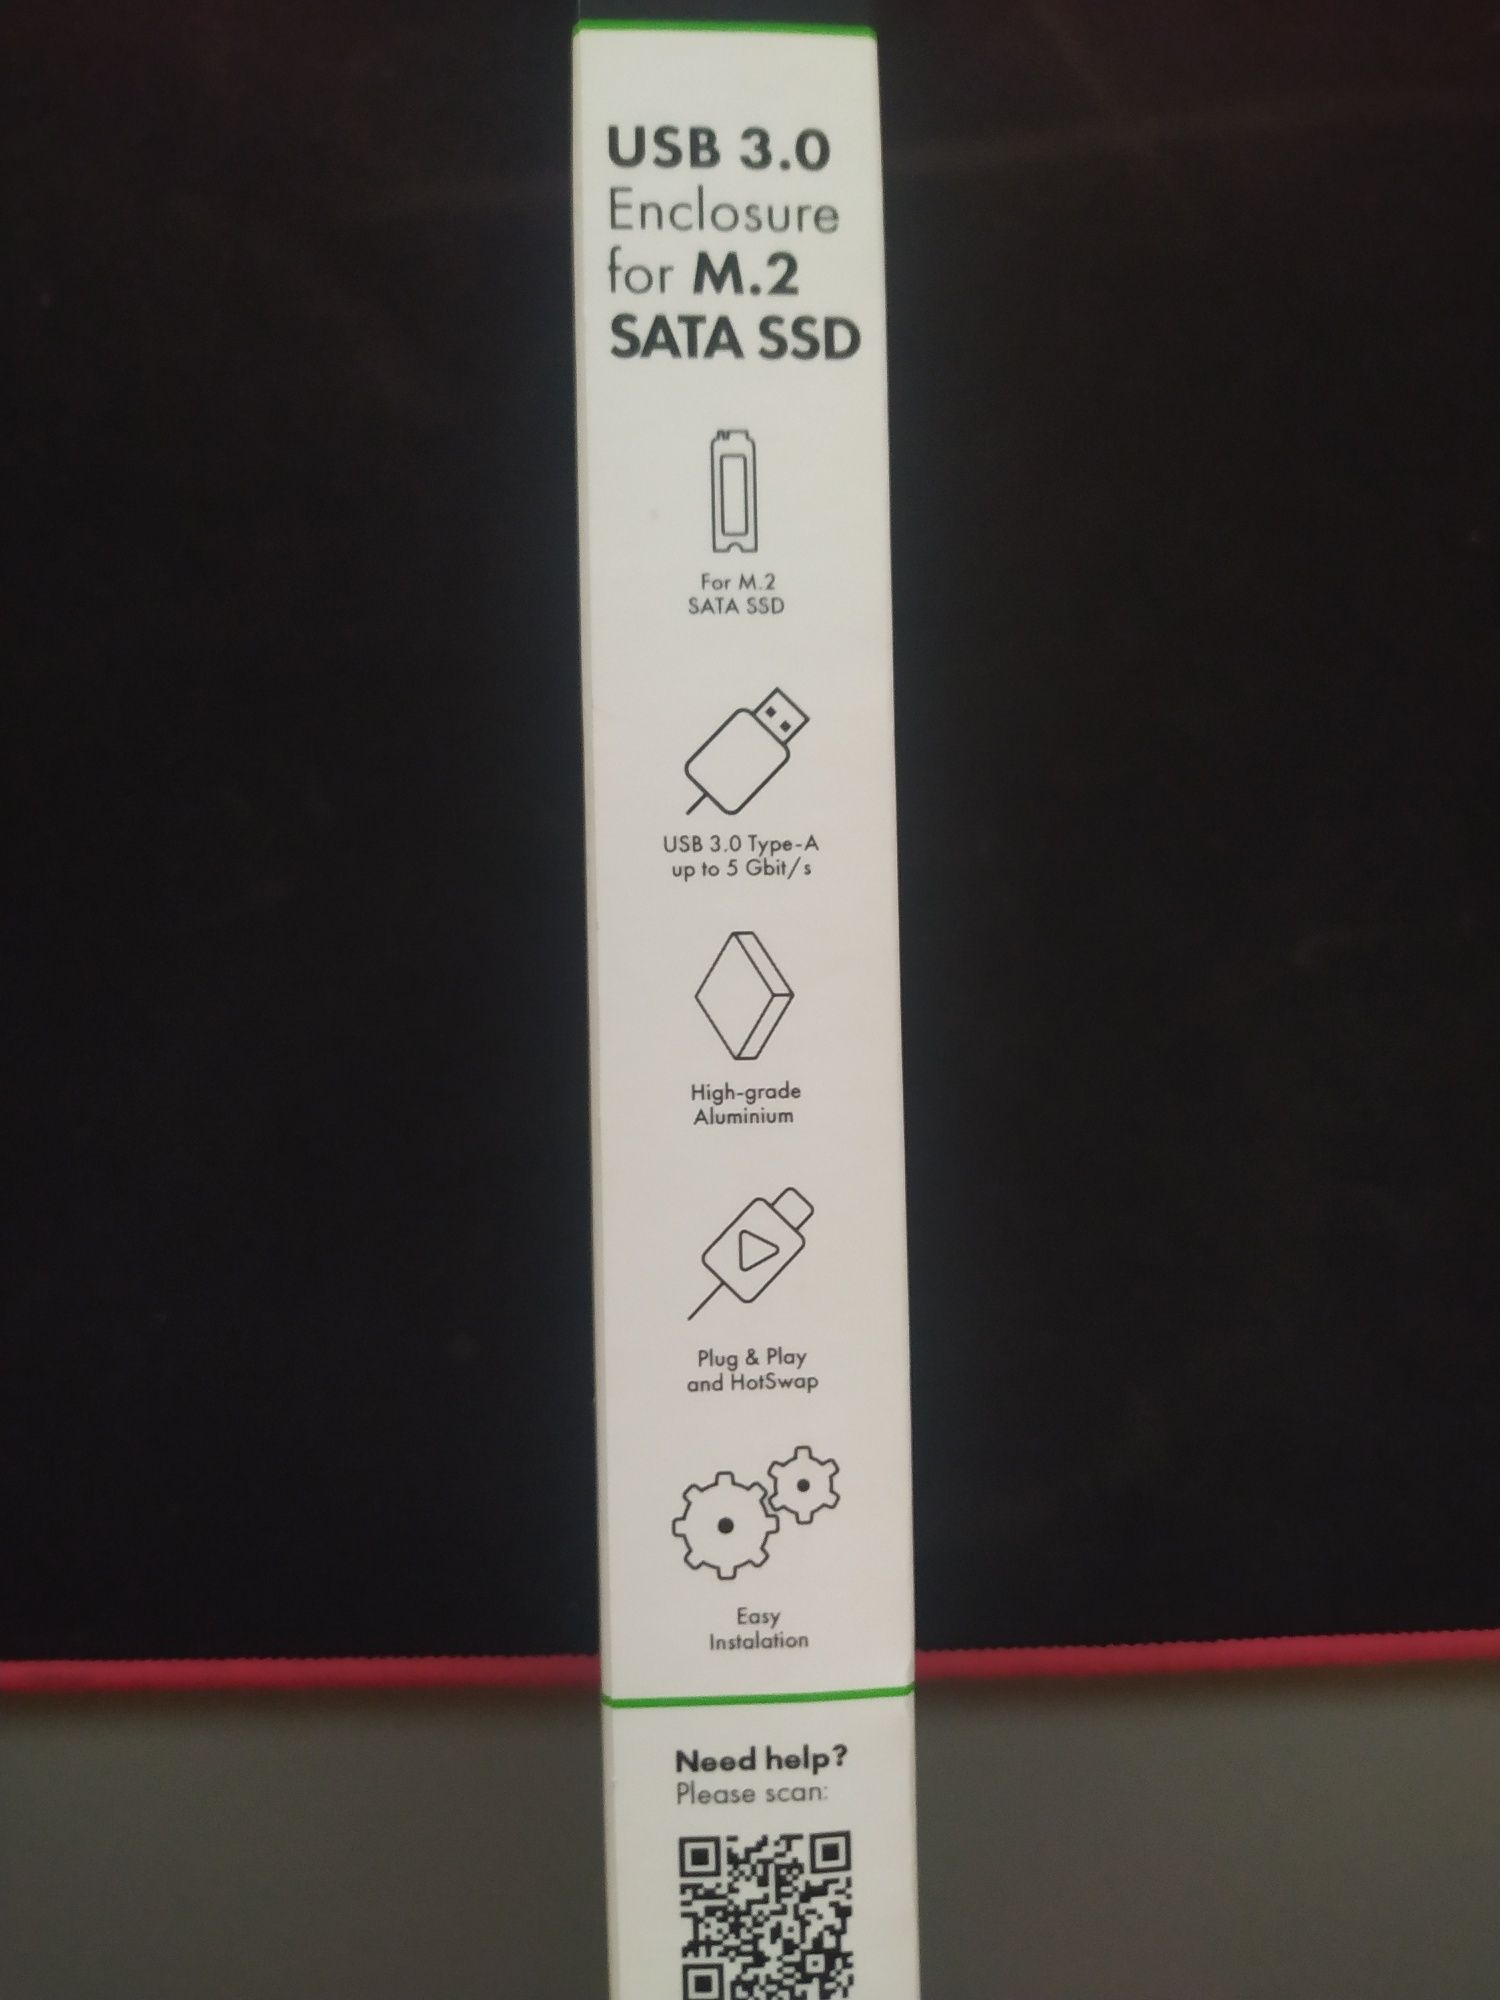 USB 3.0
Enclosure
for M.2
SATA SSD
For M.2
SATA SSD
USB 3.0 Type-A
up to 5 Gbit/s
High-grade
Aluminium
Plug & Play
and HotSwap
Easy
Instalation
Need help?
Please scan: